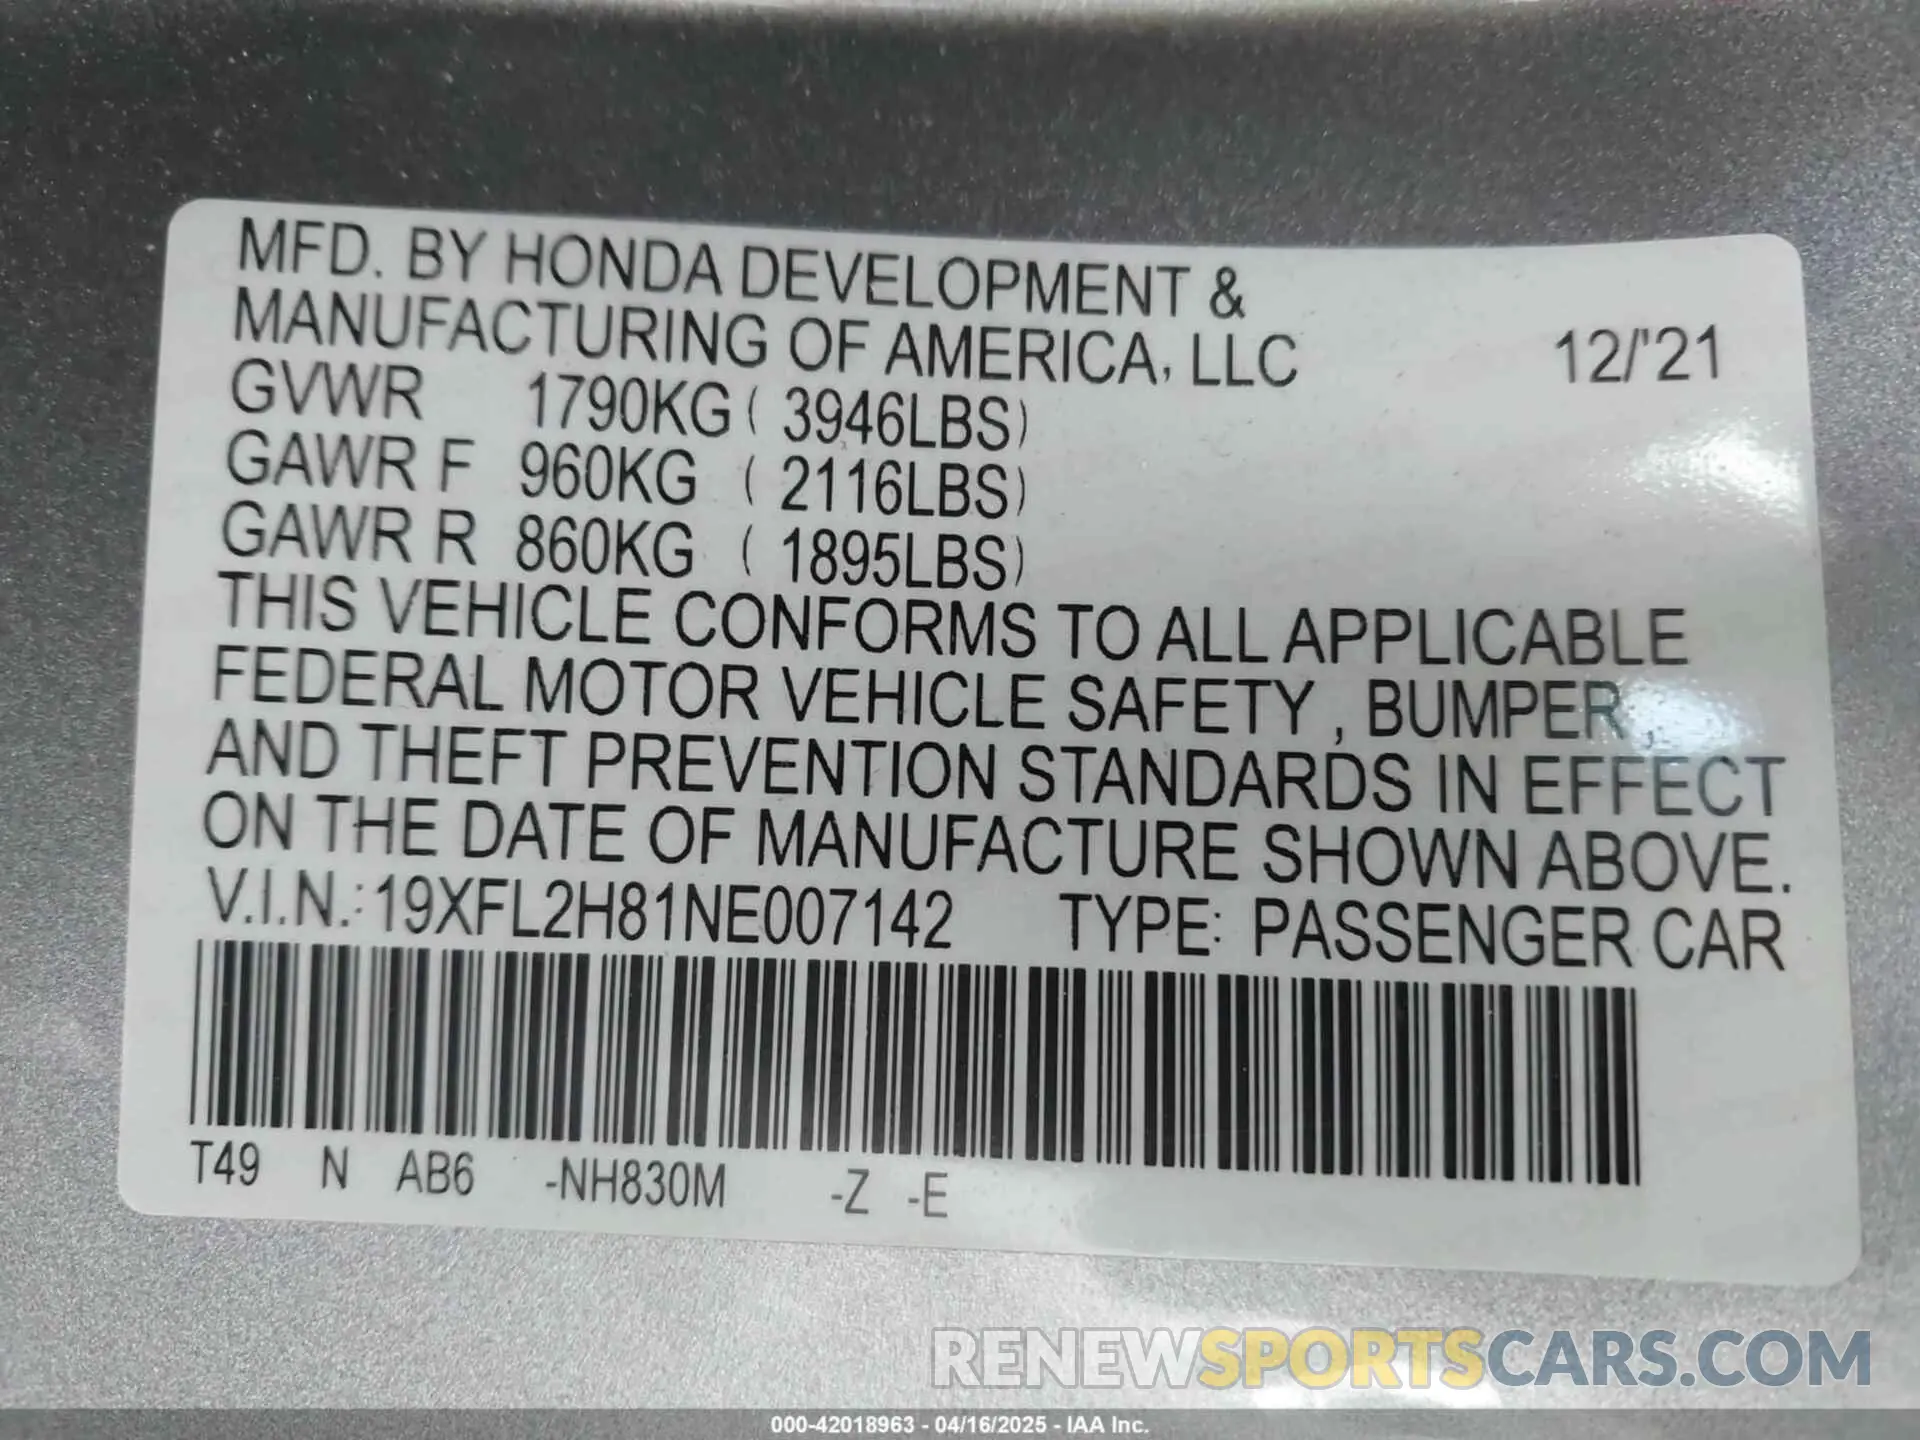 MFD. BY HONDA DEVELOPMENT &
MANUFACTURING OF AMERICA, LLC 12/'21
GVWR 1790KG ( 3946LBS)
GAWR F 960KG ( 2116LBS)
GAWR R 860KG ( 1895LBS)
THIS VEHICLE CONFORMS TO ALL APPLICABLE
FEDERAL MOTOR VEHICLE SAFETY , BUMPER ,
AND THEFT PREVENTION STANDARDS IN EFFECT
ON THE DATE OF MANUFACTURE SHOWN ABOVE.
V.I.N.: 19XFL2H81NE007142 TYPE: PASSENGER CAR
T49 N AB6 -NH830M -Z -E
RENEWSPORTSCARS.COM
000-42018963 - 04/16/2025 - IAA Inc.